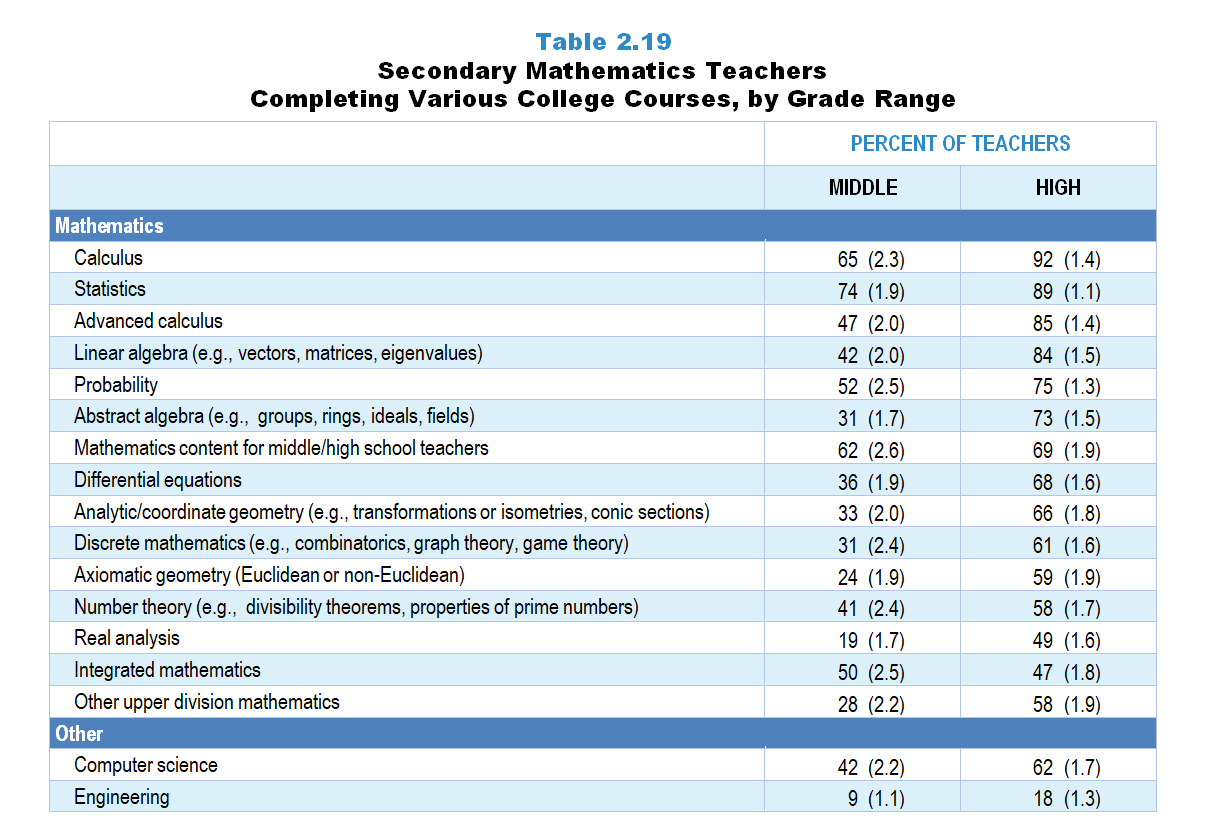 Table 2.19
Secondary Mathematics Teachers
Completing Various College Courses, by Grade Range
PERCENT OF TEACHERS
MIDDLE HIGH
Mathematics
Calculus 65 (2.3) 92 (1.4)
Statistics 74 (1.9) 89 (1.1)
Advanced calculus 47 (2.0) 85 (1.4)
Linear algebra (e.g., vectors, matrices, eigenvalues) 42 (2.0) 84 (1.5)
Probability 52 (2.5) 75 (1.3)
Abstract algebra (e.g., groups, rings, ideals, fields) 31 (1.7) 73 (1.5)
Mathematics content for middle/high school teachers 62 (2.6) 69 (1.9)
Differential equations 36 (1.9) 68 (1.6)
Analytic/coordinate geometry (e.g., transformations or isometries, conic sections) 33 (2.0) 66 (1.8)
Discrete mathematics (e.g., combinatorics, graph theory, game theory) 31 (2.4) 61 (1.6)
Axiomatic geometry (Euclidean or non-Euclidean) 24 (1.9) 59 (1.9)
Number theory (e.g., divisibility theorems, properties of prime numbers) 41 (2.4) 58 (1.7)
Real analysis 19 (1.7) 49 (1.6)
Integrated mathematics 50 (2.5) 47 (1.8)
Other upper division mathematics 28 (2.2) 58 (1.9)
Other
Computer science 42 (2.2) 62 (1.7)
Engineering 9 (1.1) 18 (1.3)